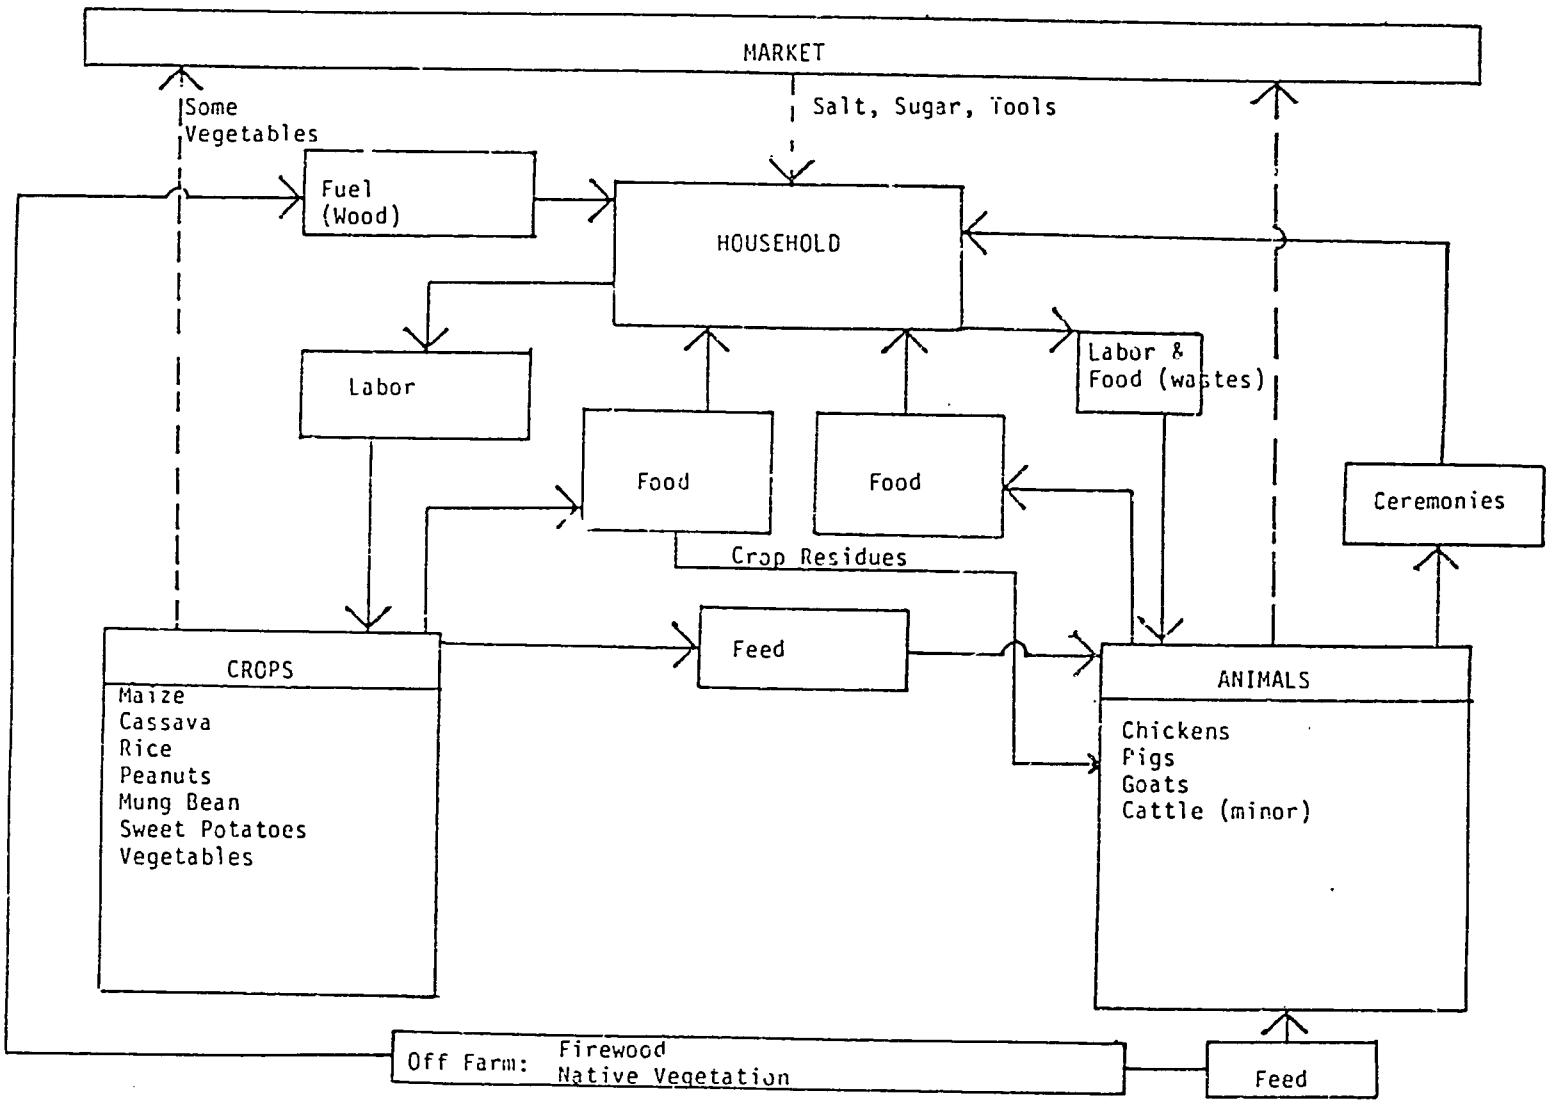 MARKET
Some
Vegetables
Salt, Sugar, Tools
Fuel
(Wood)
HOUSEHOLD
Labor
Labor &
Food (wastes)
Food
Food
Ceremonies
Crop Residues
Feed
CROPS
Maize
Cassava
Rice
Peanuts
Mung Bean
Sweet Potatoes
Vegetables
ANIMALS
Chickens
Pigs
Goats
Cattle (minor)
Off Farm: Firewood
Native Vegetation
Feed